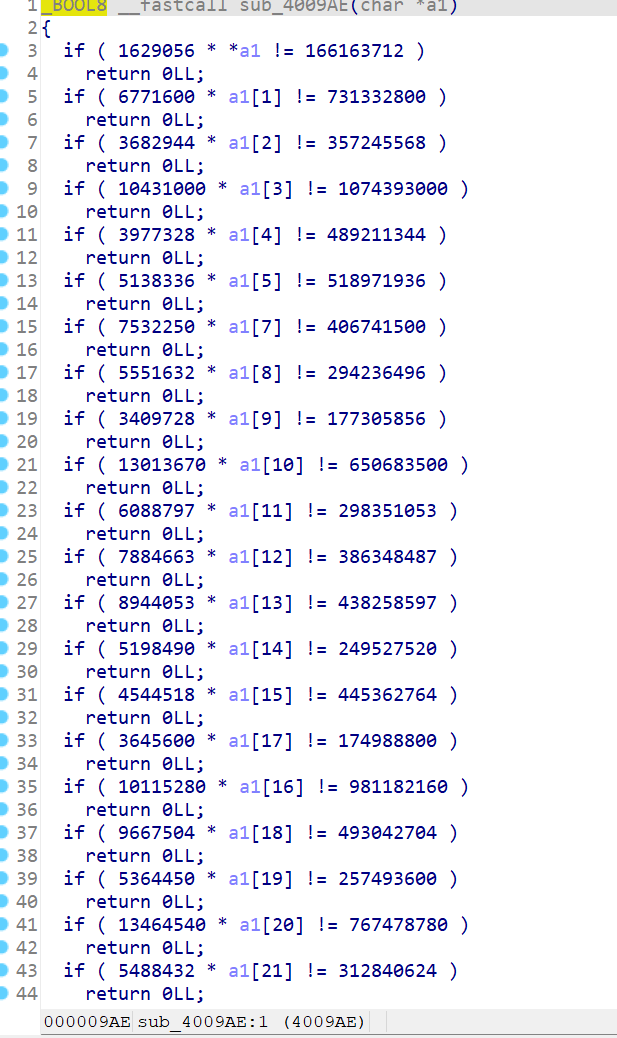 1 _BOOL8 __fastcall sub_4009AE(char *a1)
2 {
3 if ( 1629056 * *a1 != 166163712 )
4 return 0LL;
5 if ( 6771600 * a1[1] != 731332800 )
6 return 0LL;
7 if ( 3682944 * a1[2] != 357245568 )
8 return 0LL;
9 if ( 10431000 * a1[3] != 1074393000 )
10 return 0LL;
11 if ( 3977328 * a1[4] != 489211344 )
12 return 0LL;
13 if ( 5138336 * a1[5] != 518971936 )
14 return 0LL;
15 if ( 7532250 * a1[7] != 406741500 )
16 return 0LL;
17 if ( 5551632 * a1[8] != 294236496 )
18 return 0LL;
19 if ( 3409728 * a1[9] != 177305856 )
20 return 0LL;
21 if ( 13013670 * a1[10] != 650683500 )
22 return 0LL;
23 if ( 6088797 * a1[11] != 298351053 )
24 return 0LL;
25 if ( 7884663 * a1[12] != 386348487 )
26 return 0LL;
27 if ( 8944053 * a1[13] != 438258597 )
28 return 0LL;
29 if ( 5198490 * a1[14] != 249527520 )
30 return 0LL;
31 if ( 4544518 * a1[15] != 445362764 )
32 return 0LL;
33 if ( 3645600 * a1[17] != 174988800 )
34 return 0LL;
35 if ( 10115280 * a1[16] != 981182160 )
36 return 0LL;
37 if ( 9667504 * a1[18] != 493042704 )
38 return 0LL;
39 if ( 5364450 * a1[19] != 257493600 )
40 return 0LL;
41 if ( 13464540 * a1[20] != 767478780 )
42 return 0LL;
43 if ( 5488432 * a1[21] != 312840624 )
44 return 0LL;
000009AE sub_4009AE:1 (4009AE)